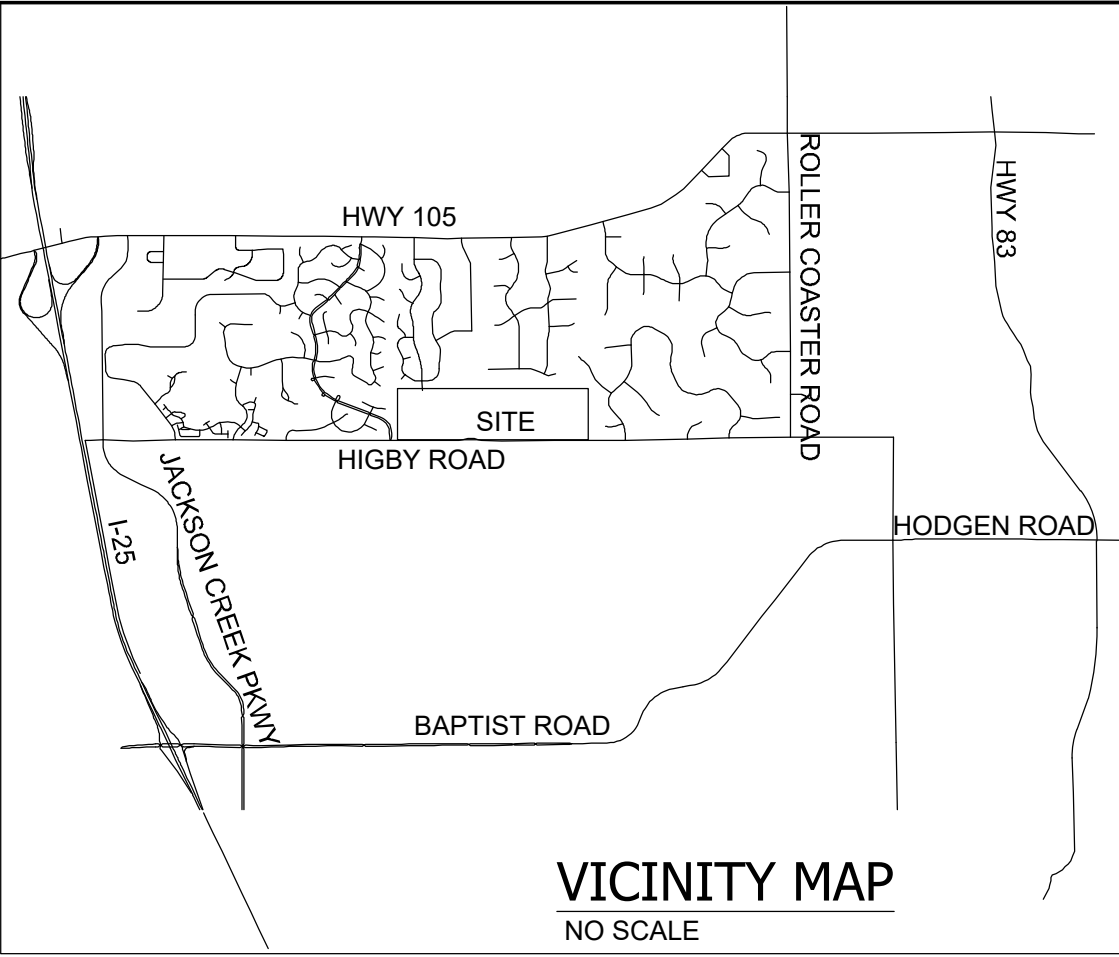 HWY 105
ROLLER COASTER ROAD
HWY 83
SITE
HIGBY ROAD
I-25
JACKSON CREEK PKWY
HODGEN ROAD
BAPTIST ROAD
VICINITY MAP
NO SCALE